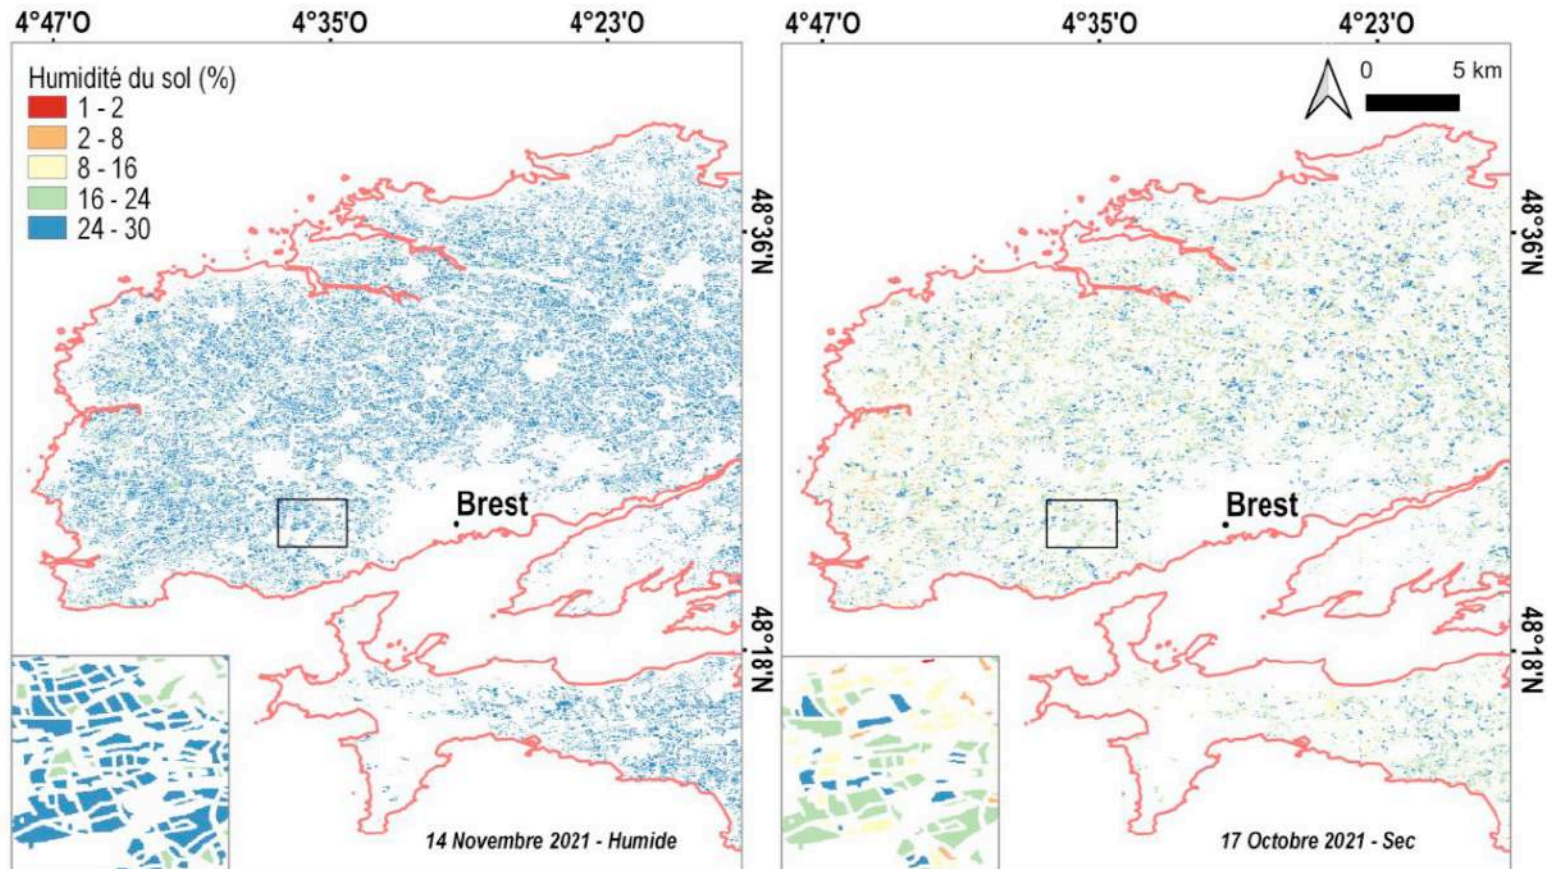 4°47'O 4°35'O 4°23'O 4°47'O 4°35'O 4°23'O
Humidité du sol (%)
1 - 2
2 - 8
8 - 16
16 - 24
24 - 30
0 5 km
48°36'N 48°36'N
Brest Brest
48°18'N 48°18'N
14 Novembre 2021 - Humide 17 Octobre 2021 - Sec